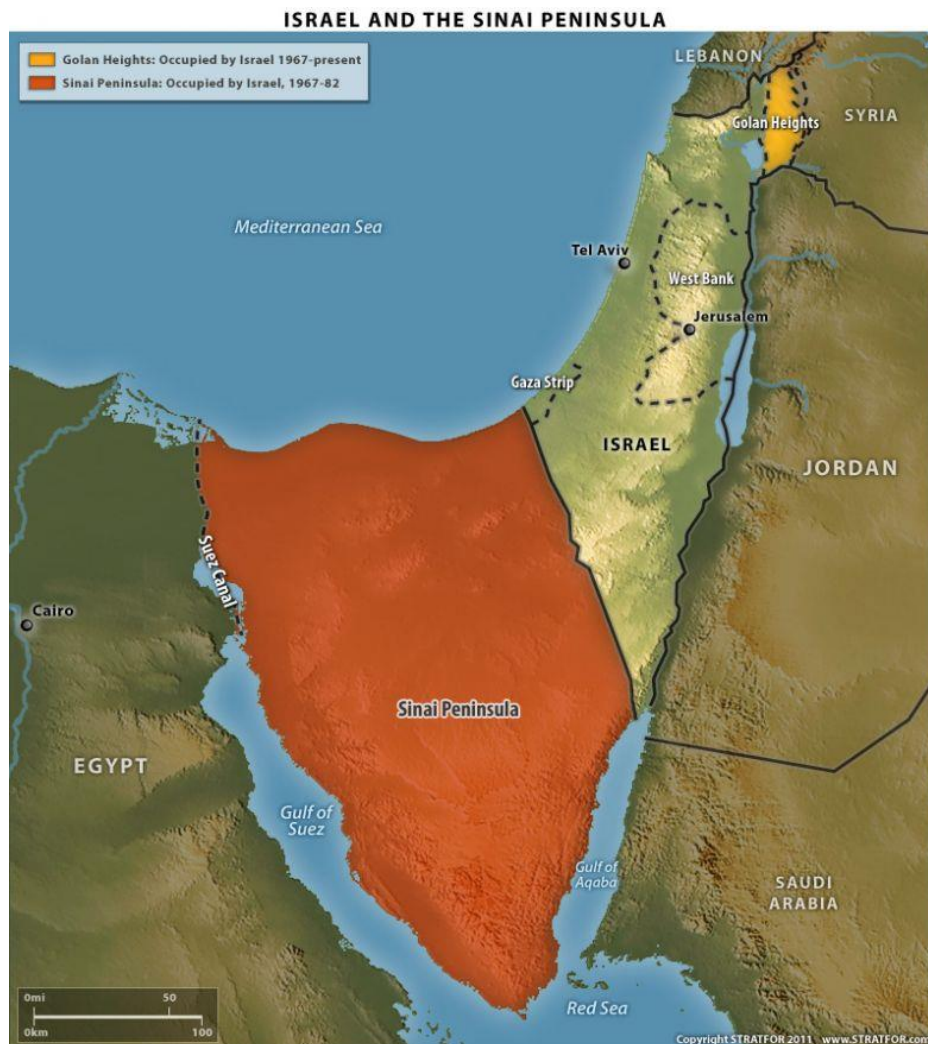 ISRAEL AND THE SINAI PENINSULA
Golan Heights: Occupied by Israel 1967-present
Sinai Peninsula: Occupied by Israel, 1967-82
LEBANON
Golan Heights
SYRIA
Mediterranean Sea
Tel Aviv
West Bank
Jerusalem
Gaza Strip
ISRAEL
JORDAN
Suez Canal
Cairo
Sinai Peninsula
EGYPT
Gulf of
Suez
Gulf of
Aqaba
SAUDI
ARABIA
Red Sea
0mi 50
0km 100
Copyright STRATFOR 2011 www.STRATFOR.com